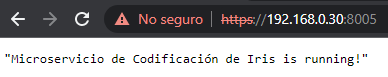 No seguro | https://192.168.0.30:8005
"Microservicio de Codificación de Iris is running!"